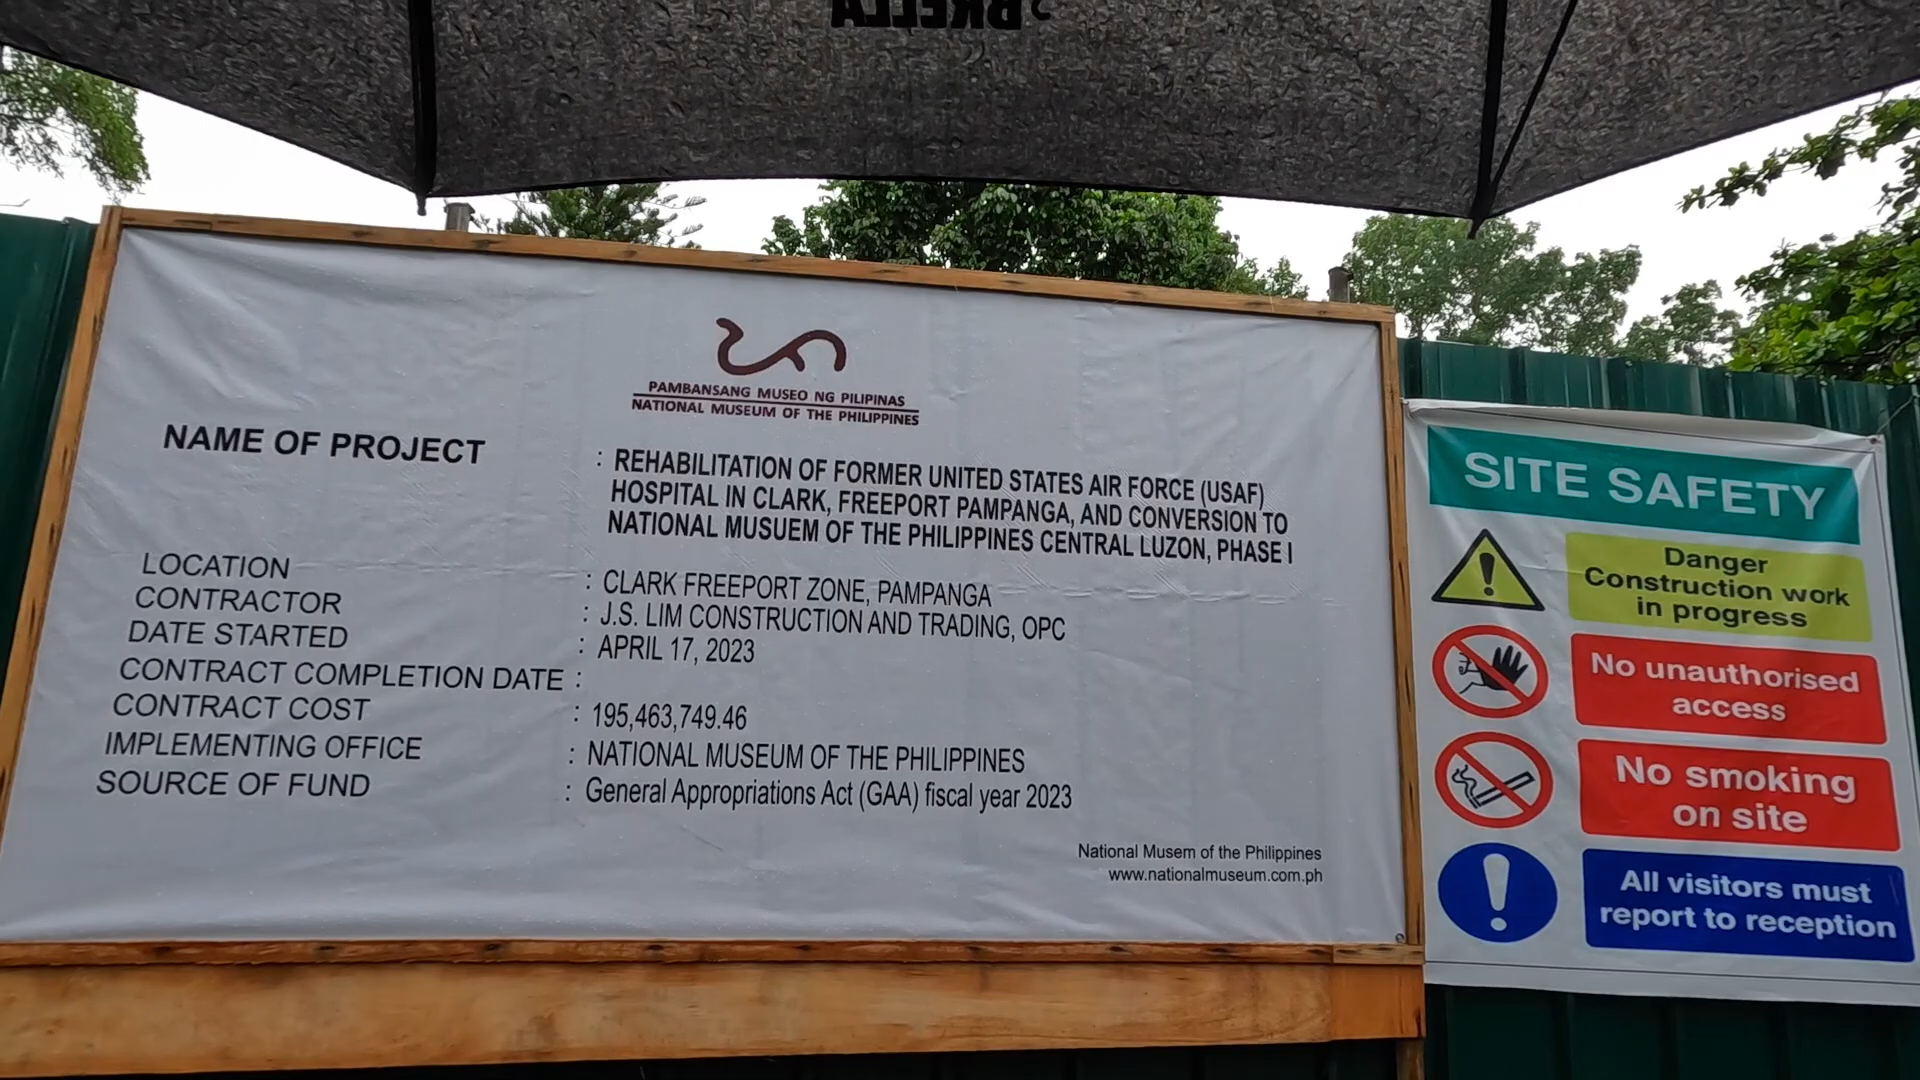 BRELLA
PAMBANSANG MUSEO NG PILIPINAS
NATIONAL MUSEUM OF THE PHILIPPINES
NAME OF PROJECT : REHABILITATION OF FORMER UNITED STATES AIR FORCE (USAF)
HOSPITAL IN CLARK, FREEPORT PAMPANGA, AND CONVERSION TO
NATIONAL MUSUEM OF THE PHILIPPINES CENTRAL LUZON, PHASE I
LOCATION : CLARK FREEPORT ZONE, PAMPANGA
CONTRACTOR : J.S. LIM CONSTRUCTION AND TRADING, OPC
DATE STARTED : APRIL 17, 2023
CONTRACT COMPLETION DATE :
CONTRACT COST : 195,463,749.46
IMPLEMENTING OFFICE : NATIONAL MUSEUM OF THE PHILIPPINES
SOURCE OF FUND : General Appropriations Act (GAA) fiscal year 2023
National Musem of the Philippines
www.nationalmuseum.com.ph
SITE SAFETY
Danger
Construction work
in progress
No unauthorised
access
No smoking
on site
All visitors must
report to reception